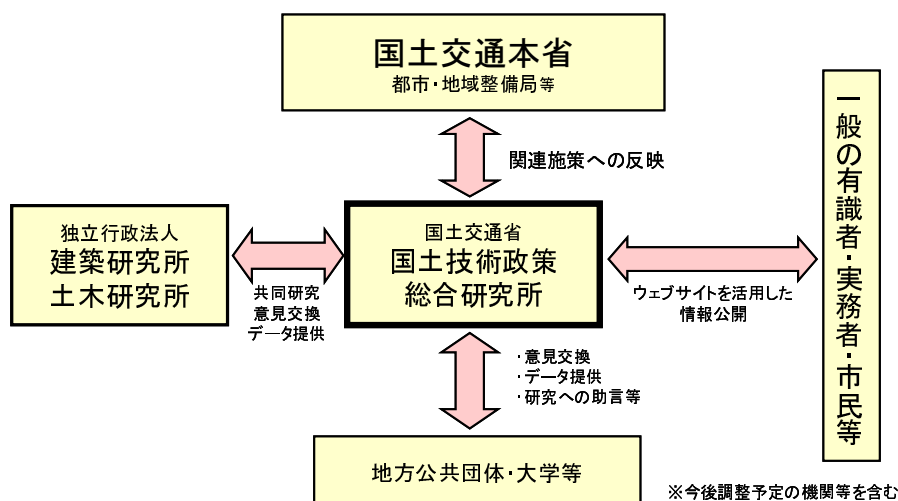 国土交通本省
都市・地域整備局等
関連施策への反映
独立行政法人
建築研究所
土木研究所
共同研究
意見交換
データ提供
国土交通省
国土技術政策
総合研究所
ウェブサイトを活用した
情報公開
一般の有識者・実務者・市民等
・意見交換
・データ提供
・研究への助言等
地方公共団体・大学等
※今後調整予定の機関等を含む